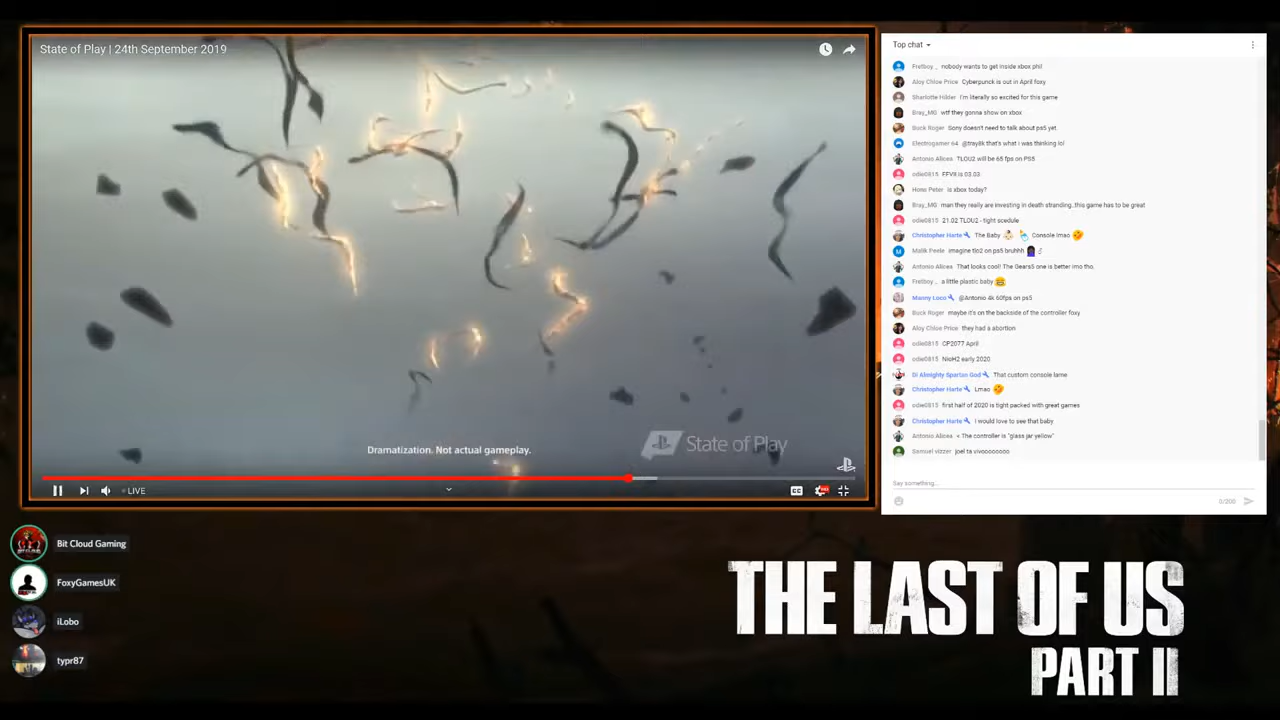 State of Play | 24th September 2019
Dramatization. Not actual gameplay.
State of Play
LIVE
Top chat
Fretboy _ nobody wants to get inside xbox phil
Aloy Chloe Price Cyberpunck is out in April foxy
Sharlotte Hilder I'm literally so excited for this game
Bray_MG wtf they gonna show on xbox
Buck Roger Sony doesn't need to talk about ps5 yet.
Electrogamer 64 @tray8k that's what i was thinking lol
Antonio Alicea TLOU2 will be 65 fps on PS5
odie0815 FFVII is 03.03
Hans Peter is xbox today?
Bray_MG man they really are investing in death stranding..this game has to be great
odie0815 21.02 TLOU2 - tight scedule
Christopher Harte The Baby 👶🏻 🍼 Console lmao 🤣
Malik Peele imagine tlo2 on ps5 bruhhh
Antonio Alicea That looks cool! The Gears5 one is better imo tho.
Fretboy _ a little plastic baby
Manny Loco @Antonio 4k 60fps on ps5
Buck Roger maybe it's on the backside of the controller foxy
Aloy Chloe Price they had a abortion
odie0815 CP2077 April
odie0815 NioH2 early 2020
Di Almighty Spartan God That custom console lame
Christopher Harte Lmao 🤣
odie0815 first half of 2020 is tight packed with great games
Christopher Harte I would love to see that baby
Antonio Alicea + The controller is "glass jar yellow"
Samuel vizzer joel ta vivooooooo
Say something...
0/200
Bit Cloud Gaming
FoxyGamesUK
iLobo
typr87
THE LAST OF US
PART II